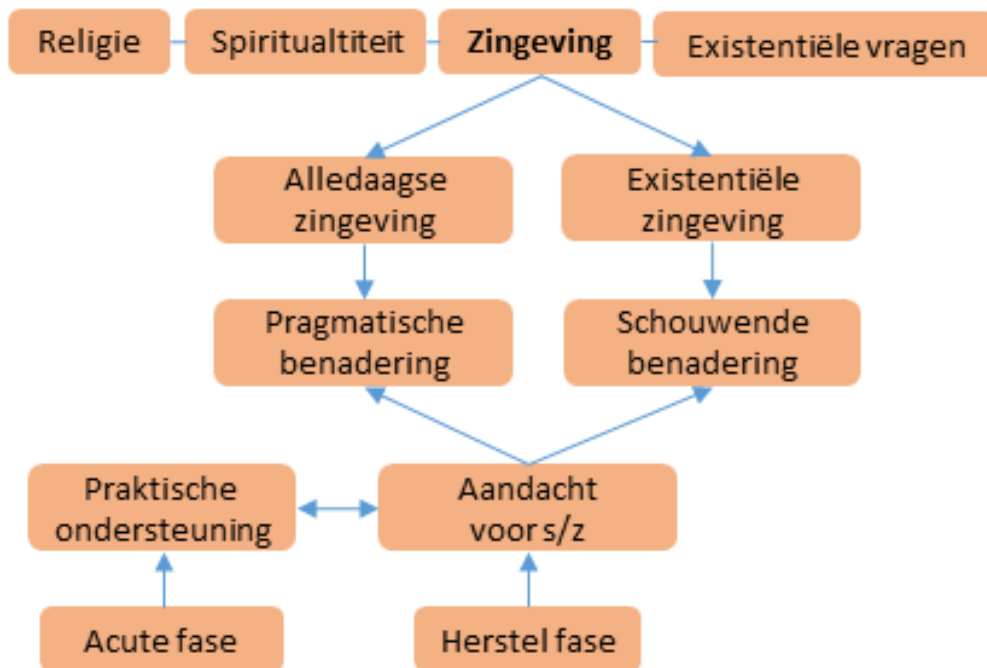 Religie
Spiritualtiteit
Zingeving
Existentiële vragen
Alledaagse
zingeving
Existentiële
zingeving
Pragmatische
benadering
Schouwende
benadering
Praktische
ondersteuning
Aandacht
voor s/z
Acute fase
Herstel fase